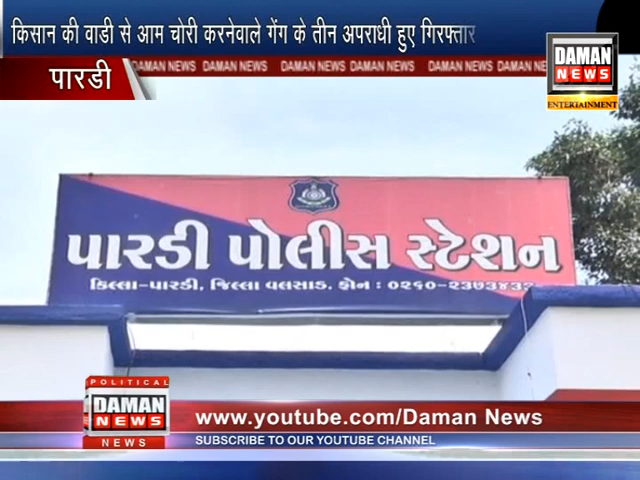 किसान की वाडी से आम चोरी करनेवाले गेंग के तीन अपराधी हुए गिरफ्तार
DAMAN NEWS DAMAN NEWS DAMAN NEWS DAMAN NEWS DAMAN NEWS DAMAN NEWS
पारडी
DAMAN
NEWS
ENTERTAINMENT
પારડી પોલીસ સ્ટેશન
કિલ્લા-પારડી, જિલ્લા વલસાડ. ફોન : ૦૨૬૦-૨૩૭૩૪૩૨
POLITICAL
DAMAN
NEWS
NEWS
www.youtube.com/Daman News
SUBSCRIBE TO OUR YOUTUBE CHANNEL